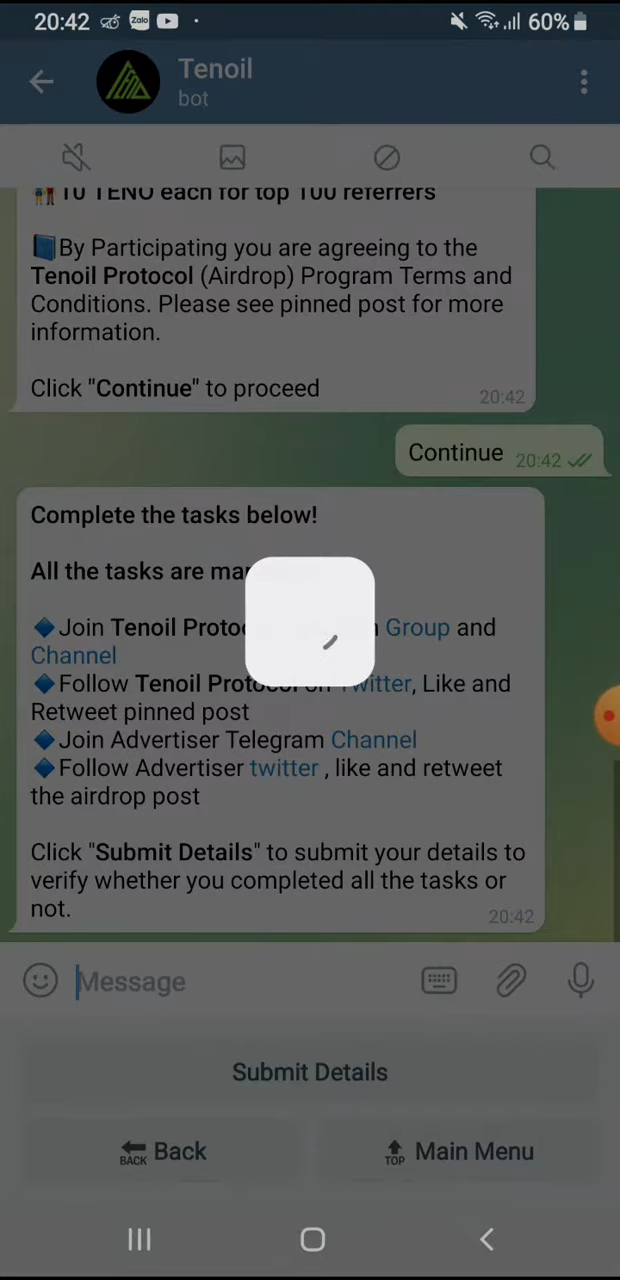 20:42 Zalo 60%
Tenoil
bot
10 TENO each for top 100 referrers
By Participating you are agreeing to the
Tenoil Protocol (Airdrop) Program Terms and
Conditions. Please see pinned post for more
information.
Click "Continue" to proceed
20:42
Continue 20:42
Complete the tasks below!
All the tasks are
Join Tenoil Group and
Channel
Follow Tenoil Protocol on Twitter, Like and
Retweet pinned post
Join Advertiser Telegram Channel
Follow Advertiser twitter , like and retweet
the airdrop post
Click "Submit Details" to submit your details to
verify whether you completed all the tasks or
not.
20:42
Message
Submit Details
BACK Back
TOP Main Menu